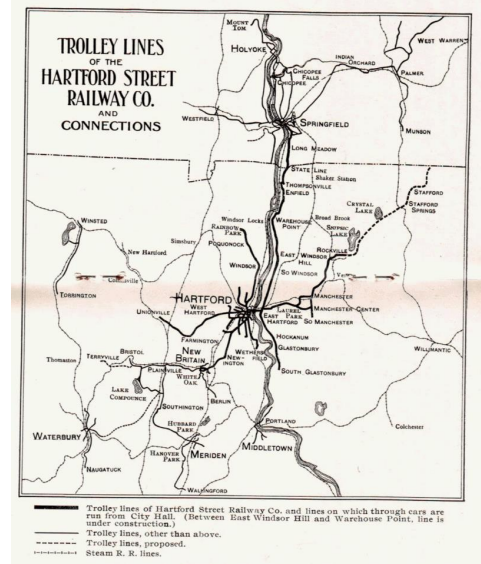 TROLLEY LINES
OF THE
HARTFORD STREET
RAILWAY CO.
AND
CONNECTIONS
MOUNT TOM
HOLYOKE
CHICOPEE FALLS
CHICOPEE
INDIAN ORCHARD
WEST WARREN
PALMER
WESTFIELD
SPRINGFIELD
MUNSON
LONG MEADOW
STATE LINE
Shaker Station
THOMPSONVILLE
ENFIELD
STAFFORD
STAFFORD SPRINGS
CRYSTAL LAKE
WINSTED
Windsor Locks
WAREHOUSE POINT
Broad Brook
RAINBOW PARK
SNIPSIC LAKE
Simsbury
POQUONOCK
ROCKVILLE
New Hartford
EAST WINDSOR HILL
WINDSOR
SO WINDSOR
TORRINGTON
HARTFORD
MANCHESTER
WEST HARTFORD
LAUREL PARK
MANCHESTER CENTER
UNIONVILLE
EAST HARTFORD
SO MANCHESTER
FARMINGTON
HOCKANUM
WETHERSFIELD
GLASTONBURY
WILLIMANTIC
Thomaston
TERRYVILLE
BRISTOL
NEW BRITAIN
NEWINGTON
PLAINVILLE
WHITE OAK
SOUTH GLASTONBURY
LAKE COMPOUNCE
BERLIN
SOUTHINGTON
HUBBARD PARK
PORTLAND
Colchester
WATERBURY
HANOVER PARK
MERIDEN
MIDDLETOWN
NAUGATUCK
WALLINGFORD
Trolley lines of Hartford Street Railway Co. and lines on which through cars are
run from City Hall. (Between East Windsor Hill and Warehouse Point, line is
under construction.)
Trolley lines, other than above.
Trolley lines, proposed.
Steam R. R. lines.